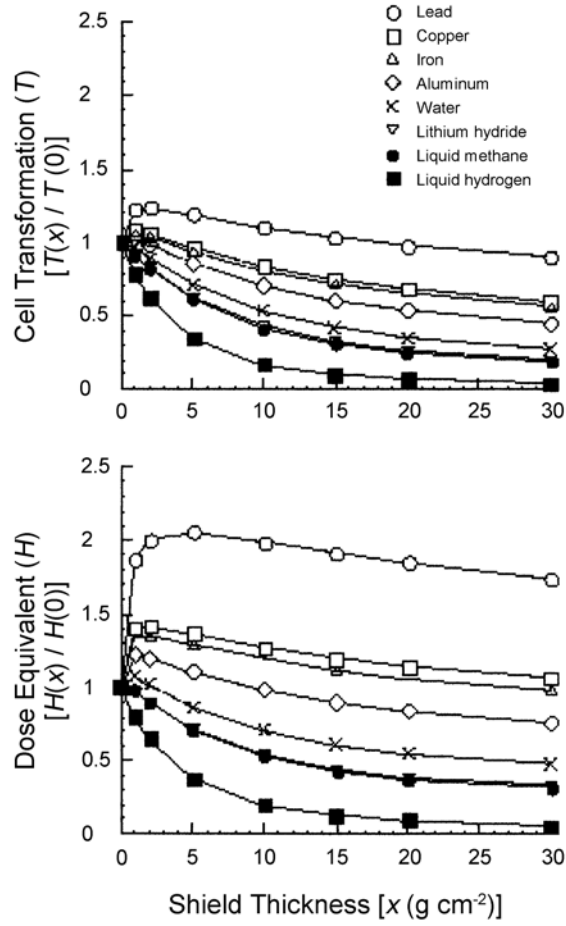 Cell Transformation (T)
[T(x) / T (0)]
2.5
2
1.5
1
0.5
0
0 5 10 15 20 25 30
Lead
Copper
Iron
Aluminum
Water
Lithium hydride
Liquid methane
Liquid hydrogen
Dose Equivalent (H)
[H(x) / H(0)]
2.5
2
1.5
1
0.5
0
0 5 10 15 20 25 30
Shield Thickness [x (g cm⁻²)]